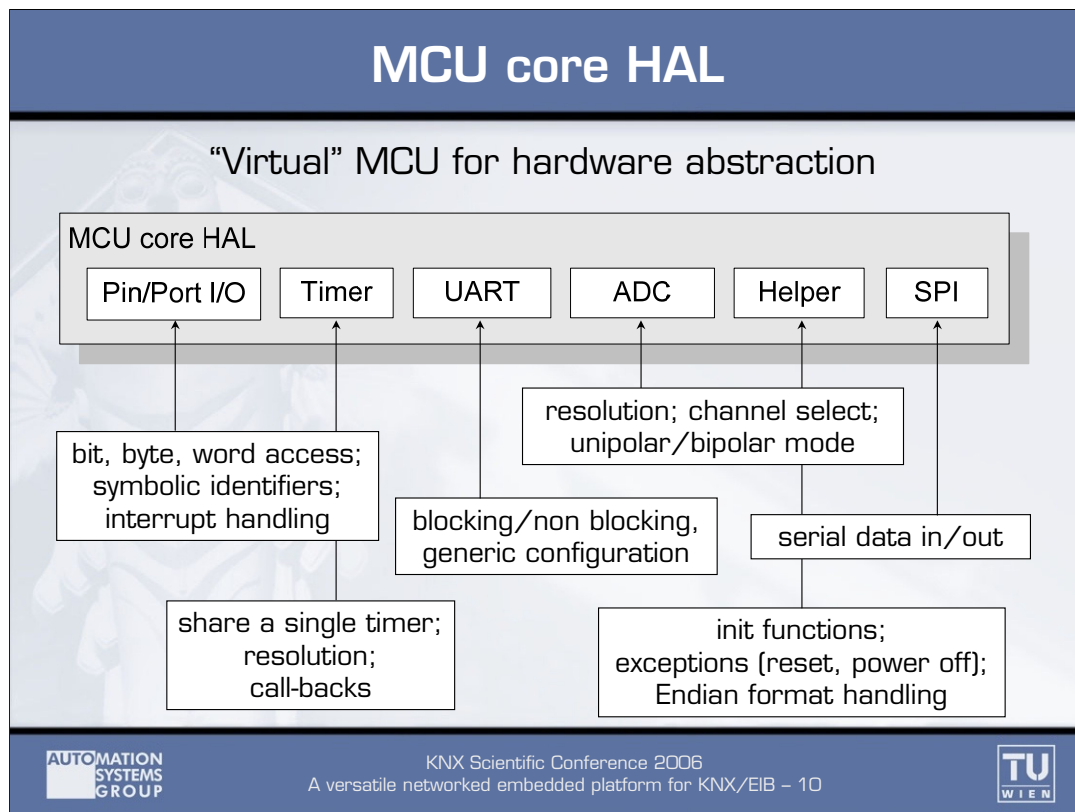 MCU core HAL
“Virtual” MCU for hardware abstraction
MCU core HAL
Pin/Port I/O
Timer
UART
ADC
Helper
SPI
resolution; channel select;
unipolar/bipolar mode
bit, byte, word access;
symbolic identifiers;
interrupt handling
blocking/non blocking,
generic configuration
serial data in/out
share a single timer;
resolution;
call-backs
init functions;
exceptions (reset, power off);
Endian format handling
AUTOMATION
SYSTEMS
GROUP
KNX Scientific Conference 2006
A versatile networked embedded platform for KNX/EIB – 10
TU
WIEN